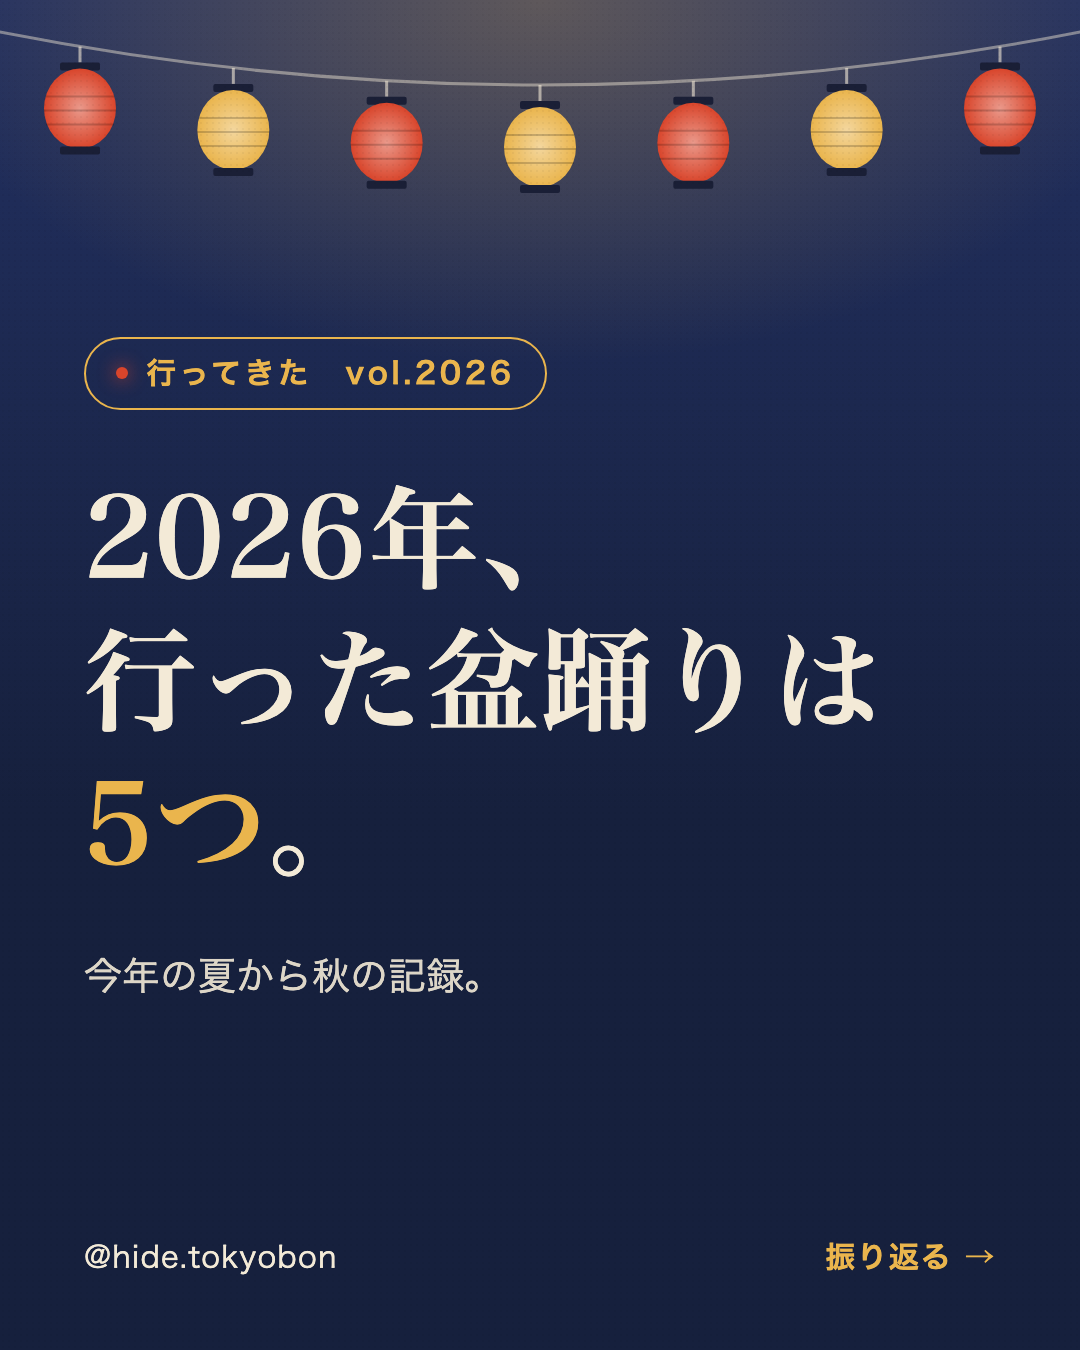 行ってきた　vol.2026
2026年、
行った盆踊りは
5つ。
今年の夏から秋の記録。
@hide.tokyobon
振り返る →